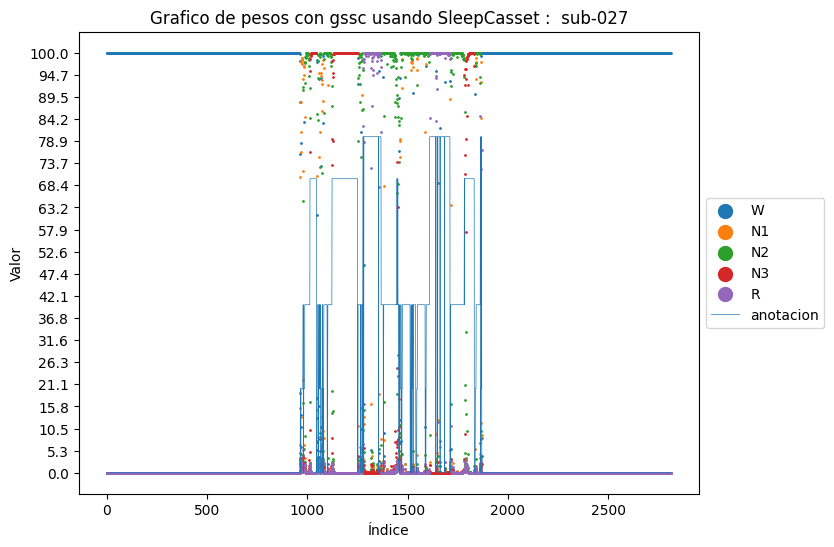 Grafico de pesos con gssc usando SleepCasset :  sub-027
Valor
100.0
94.7
89.5
84.2
78.9
73.7
68.4
63.2
57.9
52.6
47.4
42.1
36.8
31.6
26.3
21.1
15.8
10.5
5.3
0.0
0
500
1000
1500
2000
2500
Índice
W
N1
N2
N3
R
anotacion